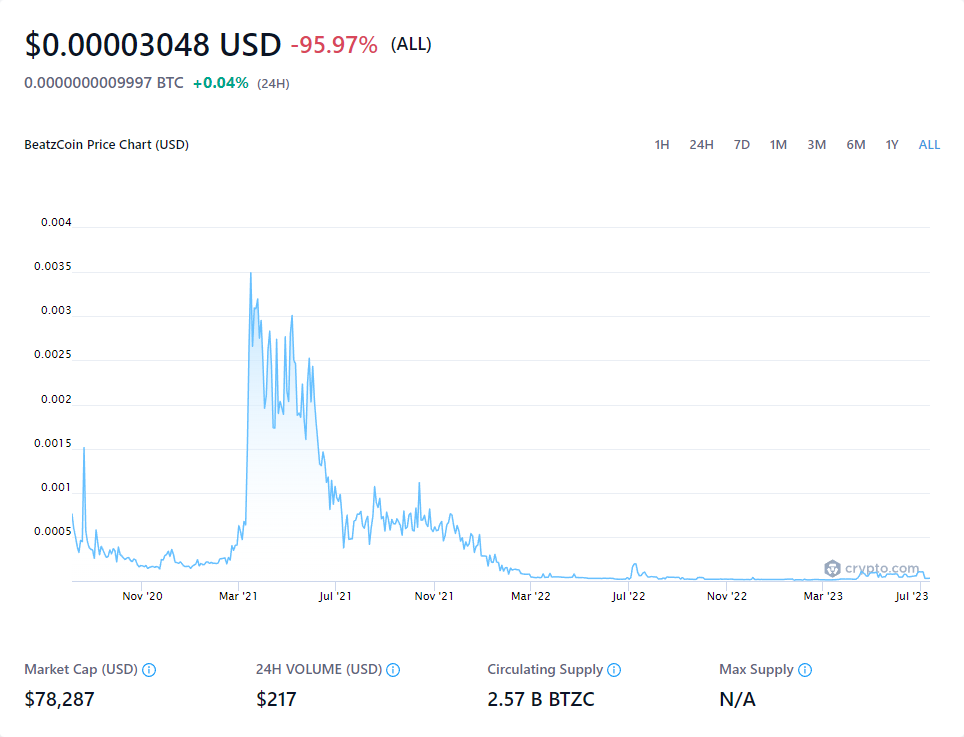 $0.00003048 USD -95.97% (ALL)
0.0000000009997 BTC +0.04% (24H)
BeatzCoin Price Chart (USD) 1H 24H 7D 1M 3M 6M 1Y ALL
0.004
0.0035
0.003
0.0025
0.002
0.0015
0.001
0.0005
crypto.com
Nov '20 Mar '21 Jul '21 Nov '21 Mar '22 Jul '22 Nov '22 Mar '23 Jul '23
Market Cap (USD) 24H VOLUME (USD) Circulating Supply Max Supply
$78,287 $217 2.57 B BTZC N/A